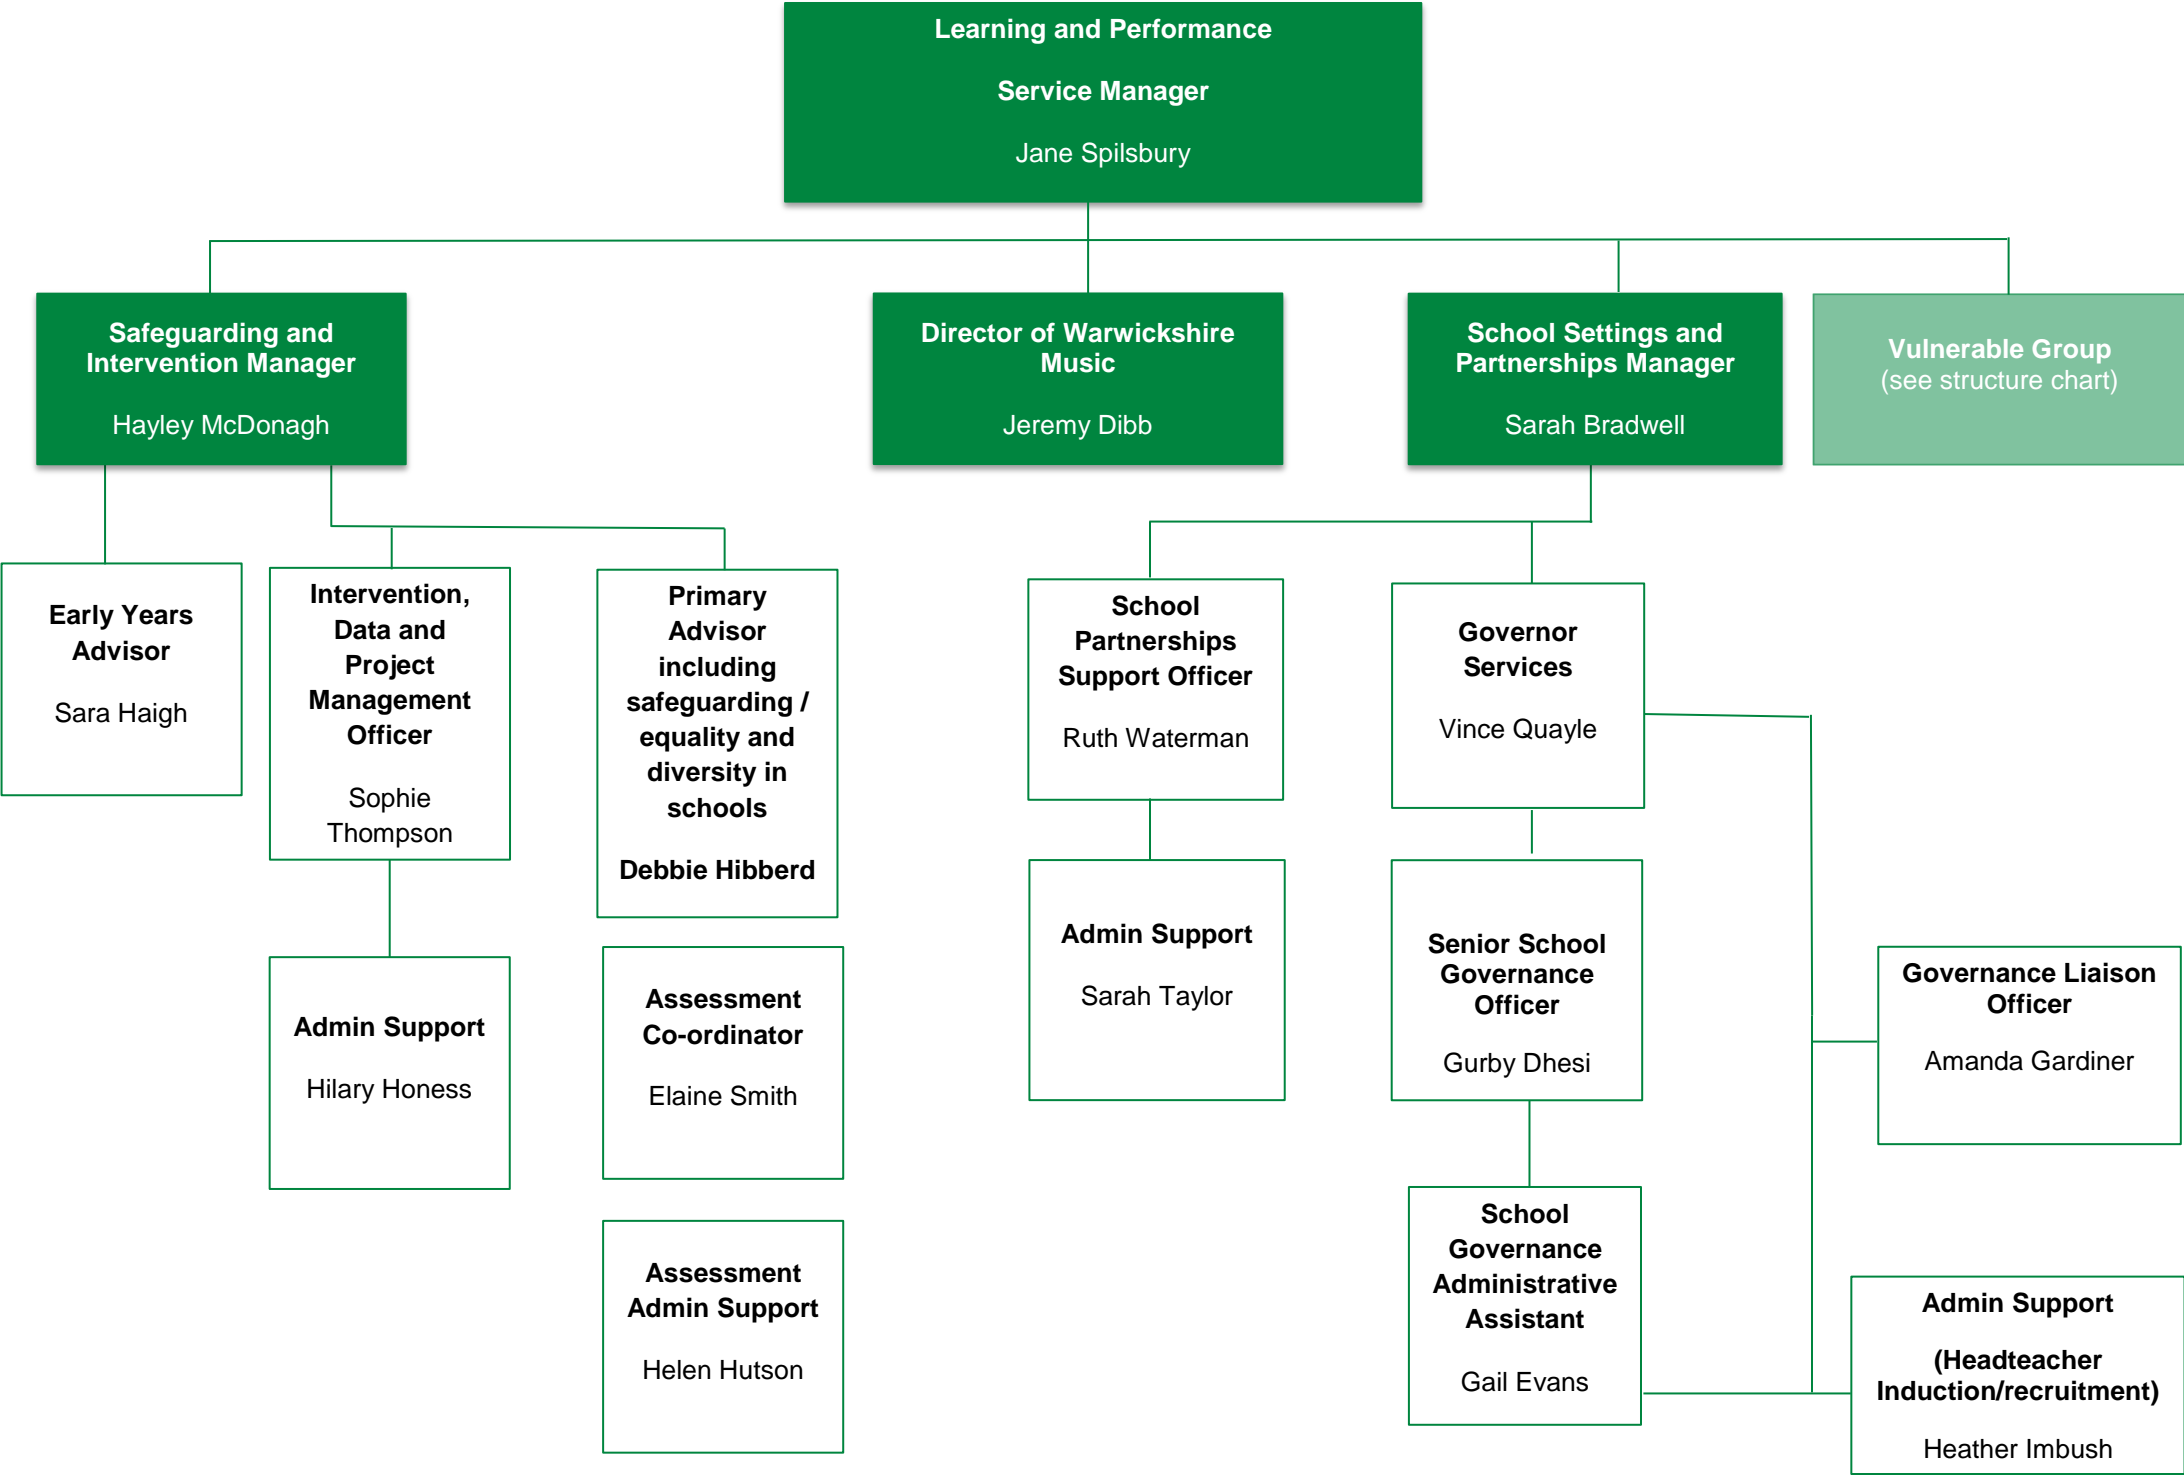 Learning and Performance
Service Manager
Jane Spilsbury
Safeguarding and
Intervention Manager
Hayley McDonagh
Director of Warwickshire
Music
Jeremy Dibb
School Settings and
Partnerships Manager
Sarah Bradwell
Vulnerable Group
(see structure chart)
Early Years
Advisor
Sara Haigh
Intervention,
Data and
Project
Management
Officer
Sophie
Thompson
Primary
Advisor
including
safeguarding /
equality and
diversity in
schools
Debbie Hibberd
School
Partnerships
Support Officer
Ruth Waterman
Governor
Services
Vince Quayle
Admin Support
Hilary Honess
Assessment
Co-ordinator
Elaine Smith
Admin Support
Sarah Taylor
Senior School
Governance
Officer
Gurby Dhesi
Governance Liaison
Officer
Amanda Gardiner
Assessment
Admin Support
Helen Hutson
School
Governance
Administrative
Assistant
Gail Evans
Admin Support
(Headteacher
Induction/recruitment)
Heather Imbush